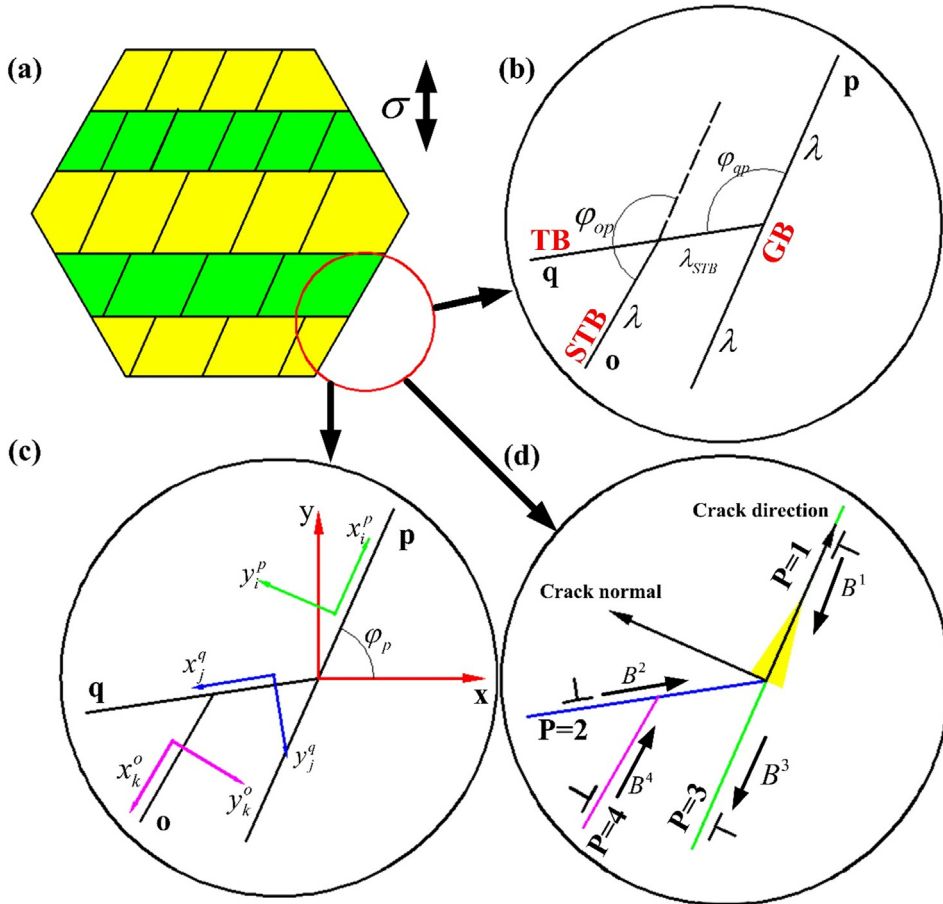 (a)
σ
(b)
p
λ
φqp
φop
TB
q
λSTB
GB
STB
λ
o
λ
(c)
y
x_i^p
p
y_i^p
φp
x_j^q
q
x
y_j^q
x_k^o
y_k^o
o
(d)
Crack direction
P=1
B^1
Crack normal
B^2
P=2
B^4
P=4
P=3
B^3